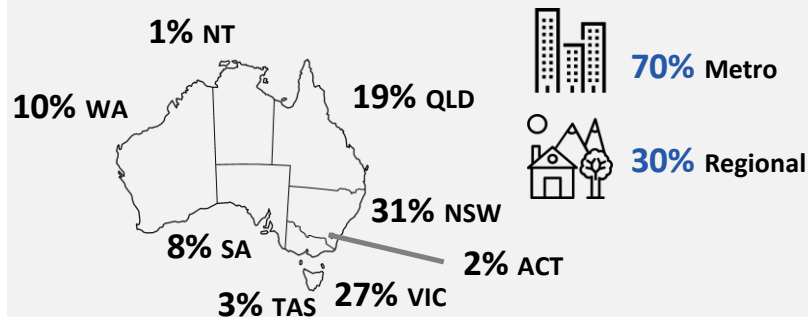 1% NT
70% Metro
10% WA
19% QLD
30% Regional
31% NSW
8% SA
2% ACT
3% TAS
27% VIC